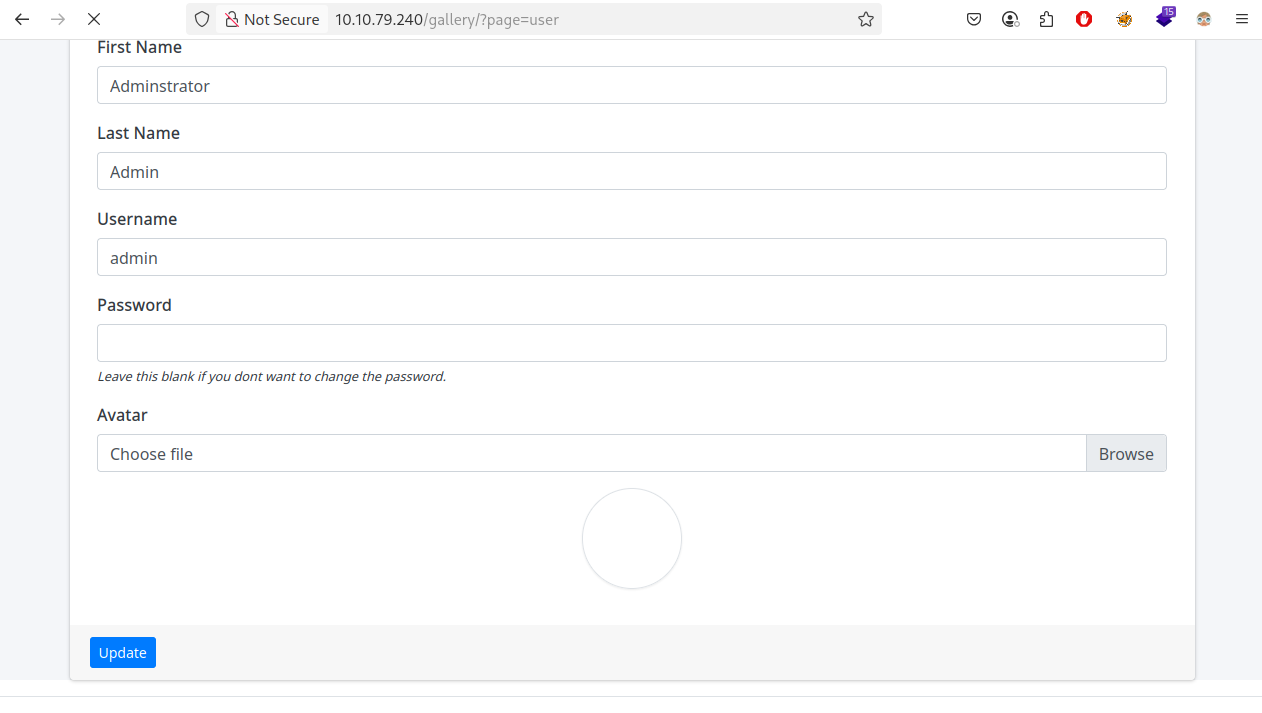 Not Secure 10.10.79.240/gallery/?page=user 15
First Name
Adminstrator
Last Name
Admin
Username
admin
Password
Leave this blank if you dont want to change the password.
Avatar
Choose file Browse
Update